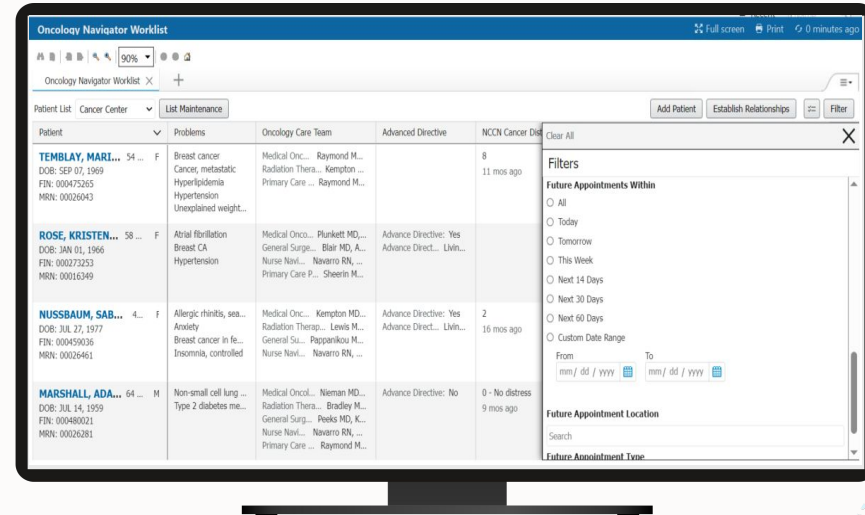 Oncology Navigator Worklist
Full screen Print 0 minutes ago
90%
Oncology Navigator Worklist
Patient List Cancer Center List Maintenance Add Patient Establish Relationships Filter
Patient Problems Oncology Care Team Advanced Directive NCCN Cancer Dist
TEMBLAY, MARI... 54 ... F
DOB: SEP 07, 1969
FIN: 000475265
MRN: 00026043
Breast cancer
Cancer, metastatic
Hyperlipidemia
Hypertension
Unexplained weight...
Medical Onc... Raymond M...
Radiation Thera... Kempton ...
Primary Care ... Raymond M...
8
11 mos ago
ROSE, KRISTEN... 58 ... F
DOB: JAN 01, 1966
FIN: 000273253
MRN: 00016349
Atrial fibrillation
Breast CA
Hypertension
Medical Onco... Plunkett MD,...
General Surge... Blair MD, A...
Nurse Navi... Navarro RN, ...
Primary Care P... Sheerin M...
Advance Directive: Yes
Advance Direct... Livin...
NUSSBAUM, SAB... 4... F
DOB: JUL 27, 1977
FIN: 000459036
MRN: 00026461
Allergic rhinitis, sea...
Anxiety
Breast cancer in fe...
Insomnia, controlled
Medical Onc... Kempton MD...
Radiation Therap... Lewis M...
General Su... Pappanikou M...
Nurse Navi... Navarro RN, ...
Advance Directive: Yes
Advance Direct... Livin...
2
16 mos ago
MARSHALL, ADA... 64 ... M
DOB: JUL 14, 1959
FIN: 000480021
MRN: 00026281
Non-small cell lung ...
Type 2 diabetes me...
Medical Oncol... Nieman MD...
Radiation Thera... Bradley M...
General Surg... Peeks MD, K...
Nurse Navi... Navarro RN, ...
Primary Care ... Raymond M...
Advance Directive: No
0 - No distress
9 mos ago
Clear All
Filters
Future Appointments Within
All
Today
Tomorrow
This Week
Next 14 Days
Next 30 Days
Next 60 Days
Custom Date Range
From To
mm / dd / yyyy mm / dd / yyyy
Future Appointment Location
Search
Future Appointment Type